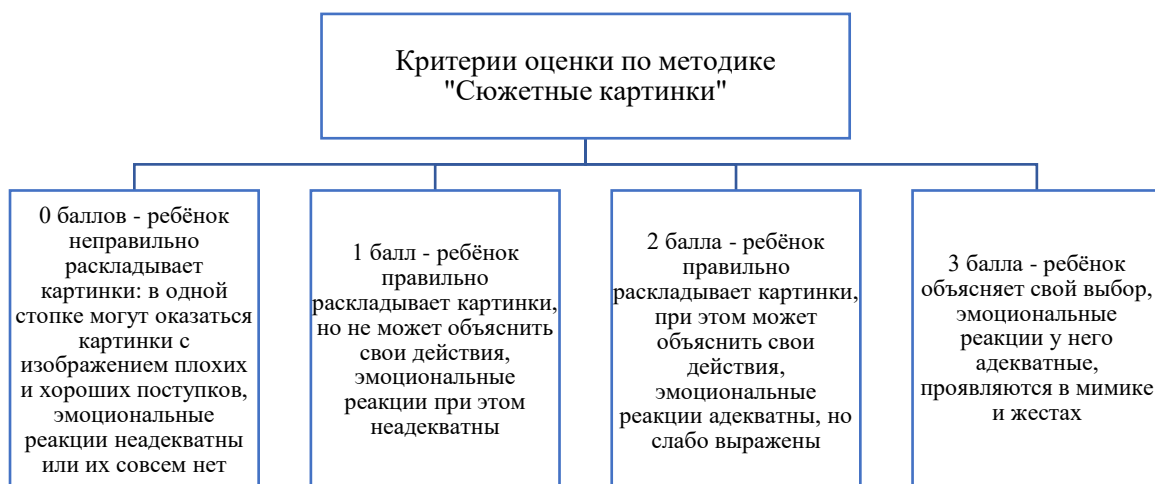 Критерии оценки по методике
"Сюжетные картинки"
0 баллов - ребёнок
неправильно
раскладывает
картинки: в одной
стопке могут оказаться
картинки с
изображением плохих
и хороших поступков,
эмоциональные
реакции неадекватны
или их совсем нет
1 балл - ребёнок
правильно
раскладывает картинки,
но не может объяснить
свои действия,
эмоциональные
реакции при этом
неадекватны
2 балла - ребёнок
правильно
раскладывает картинки,
при этом может
объяснить свои
действия,
эмоциональные
реакции адекватны, но
слабо выражены
3 балла - ребёнок
объясняет свой выбор,
эмоциональные
реакции у него
адекватные,
проявляются в мимике
и жестах